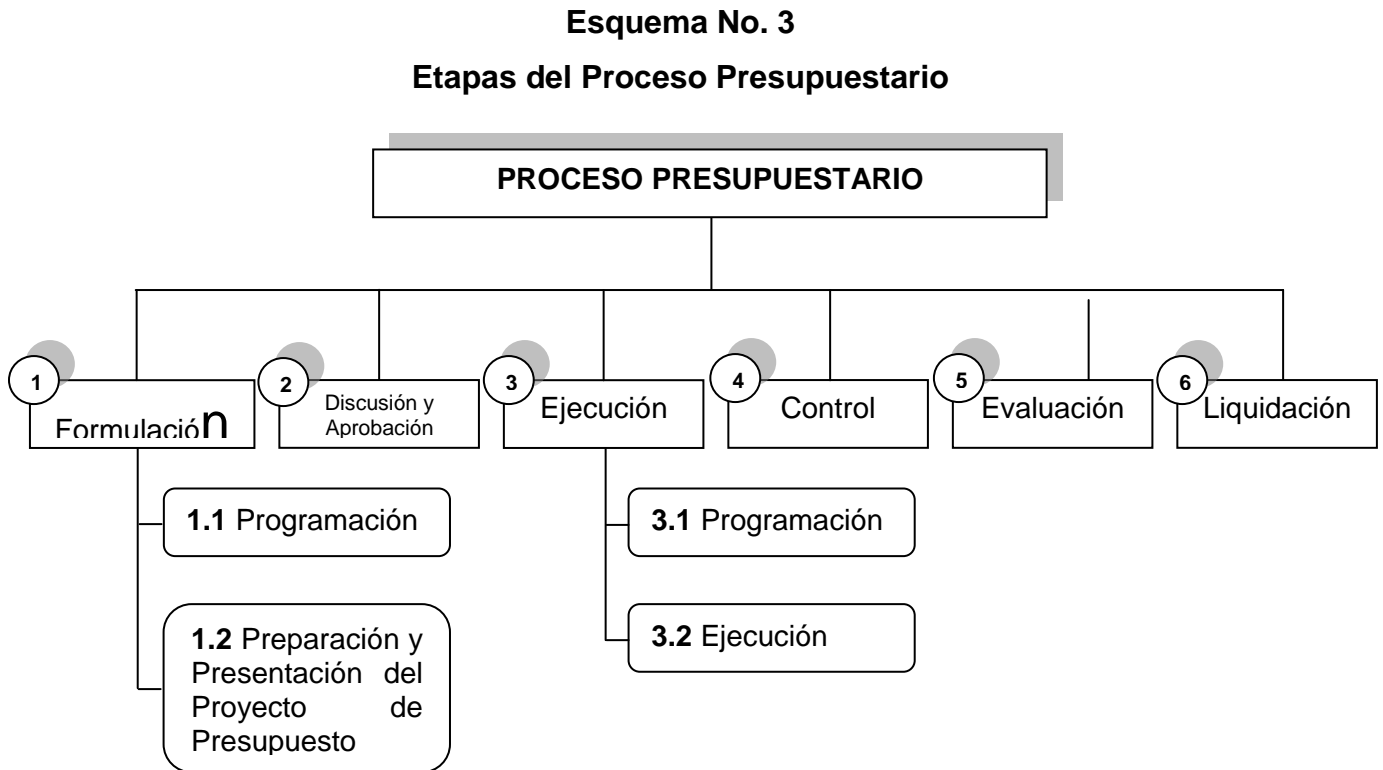 Esquema No. 3
Etapas del Proceso Presupuestario
PROCESO PRESUPUESTARIO
1
Formulación
2
Discusión y
Aprobación
3
Ejecución
4
Control
5
Evaluación
6
Liquidación
1.1 Programación
1.2 Preparación y
Presentación del
Proyecto de
Presupuesto
3.1 Programación
3.2 Ejecución